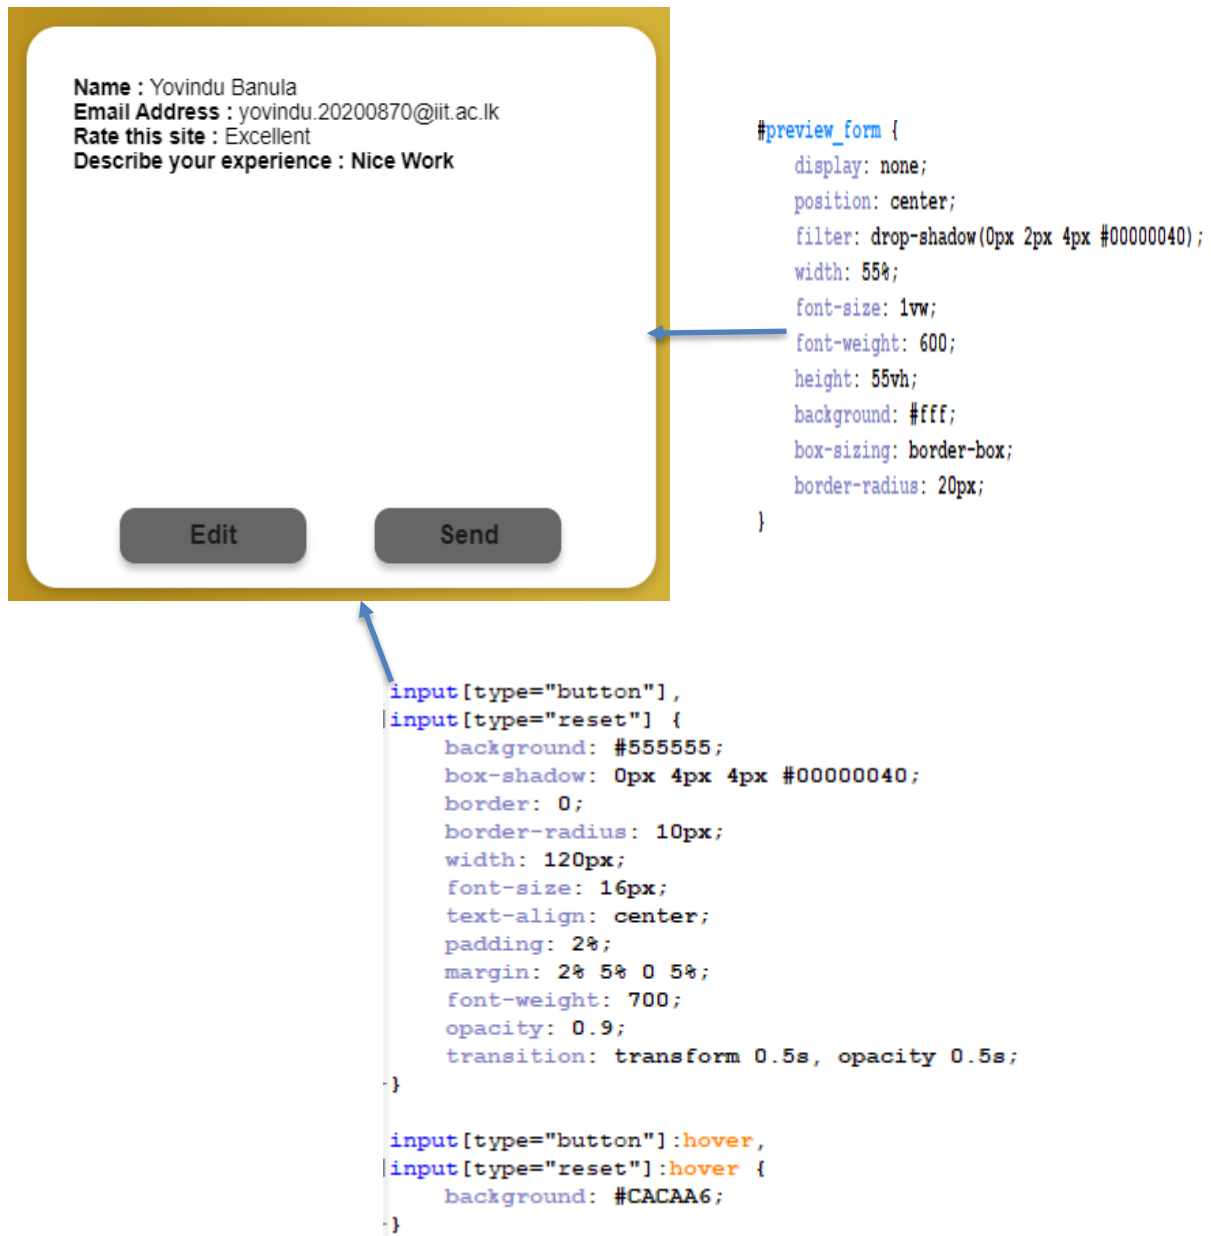 Name : Yovindu Banula
Email Address : yovindu.20200870@iit.ac.lk
Rate this site : Excellent
Describe your experience : Nice Work
Edit
Send
#preview_form {
display: none;
position: center;
filter: drop-shadow(0px 2px 4px #00000040);
width: 55%;
font-size: 1vw;
font-weight: 600;
height: 55vh;
background: #fff;
box-sizing: border-box;
border-radius: 20px;
}
input[type="button"],
input[type="reset"] {
background: #555555;
box-shadow: 0px 4px 4px #00000040;
border: 0;
border-radius: 10px;
width: 120px;
font-size: 16px;
text-align: center;
padding: 2%;
margin: 2% 5% 0 5%;
font-weight: 700;
opacity: 0.9;
transition: transform 0.5s, opacity 0.5s;
}
input[type="button"]:hover,
input[type="reset"]:hover {
background: #CACAA6;
}